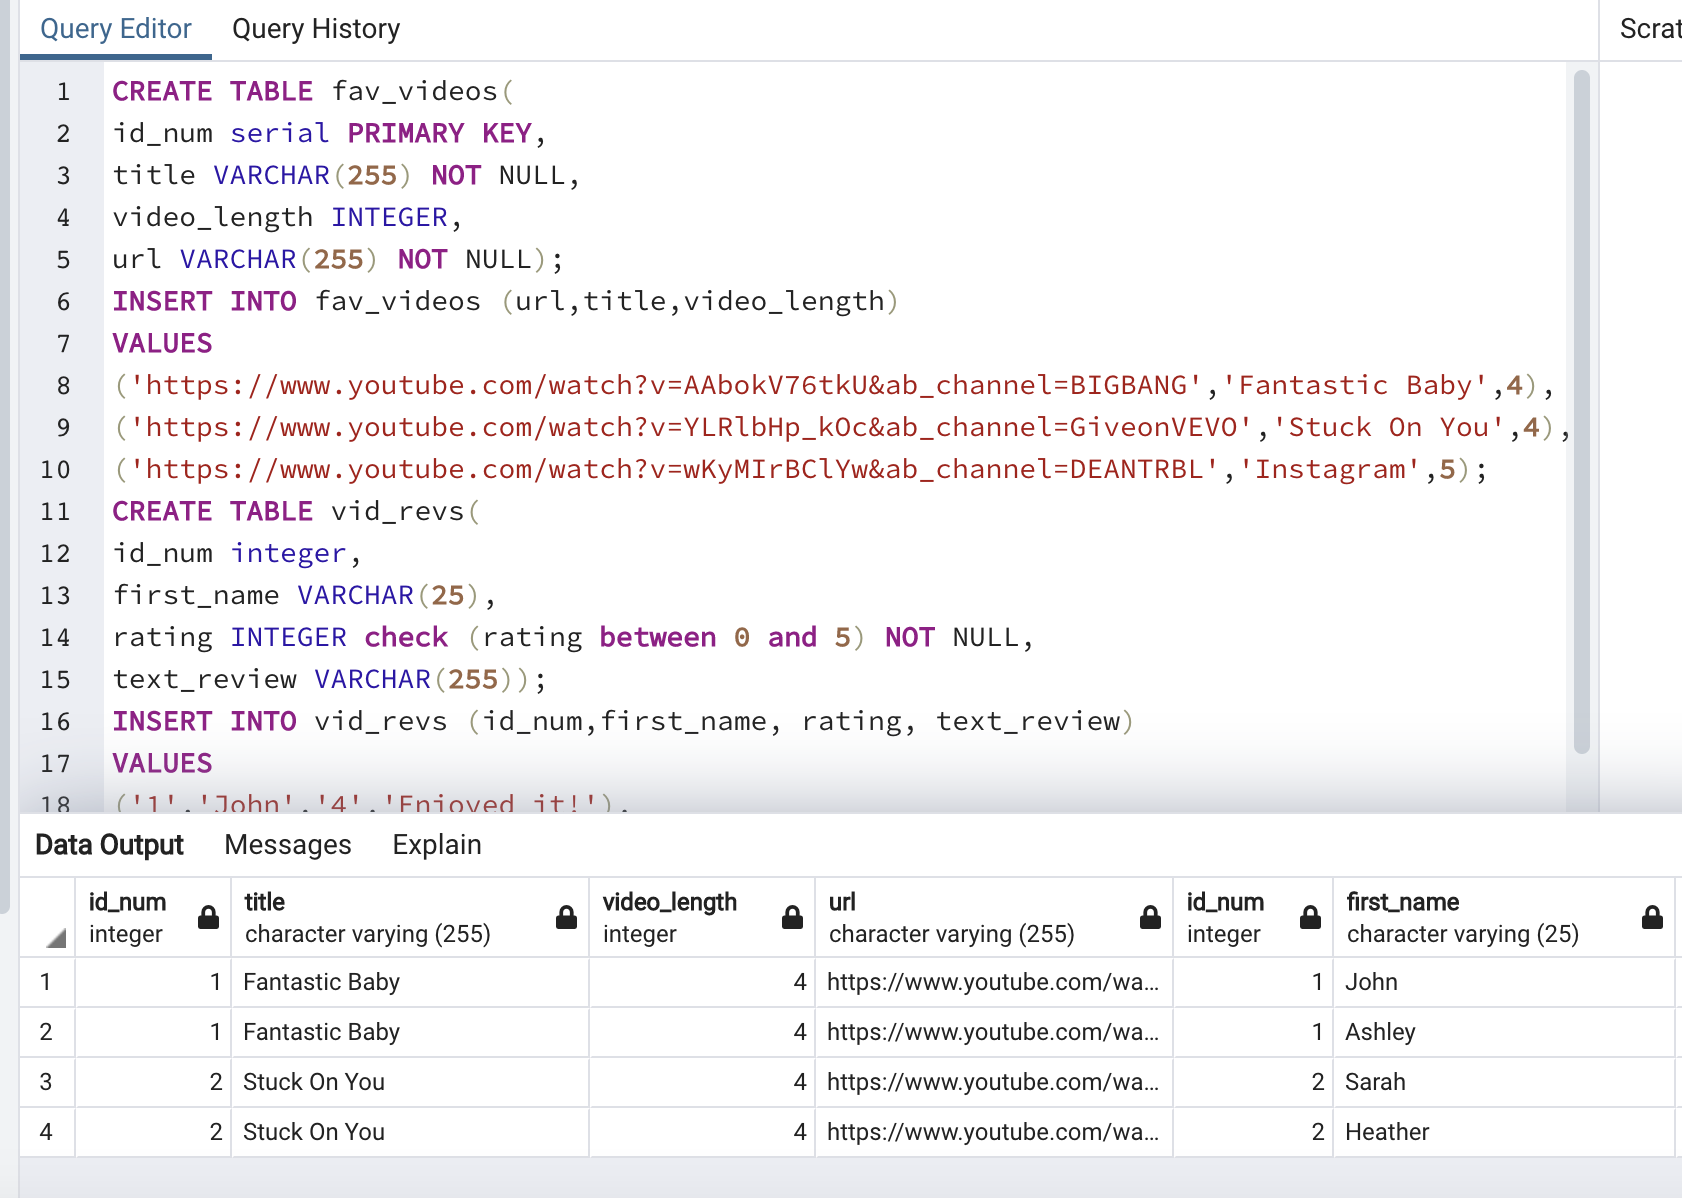 Query Editor Query History Scrat
1 CREATE TABLE fav_videos(
2 id_num serial PRIMARY KEY,
3 title VARCHAR(255) NOT NULL,
4 video_length INTEGER,
5 url VARCHAR(255) NOT NULL);
6 INSERT INTO fav_videos (url,title,video_length)
7 VALUES
8 ('https://www.youtube.com/watch?v=AAbokV76tkU&ab_channel=BIGBANG','Fantastic Baby',4),
9 ('https://www.youtube.com/watch?v=YLRlbHp_kOc&ab_channel=GiveonVEVO','Stuck On You',4),
10 ('https://www.youtube.com/watch?v=wKyMIrBClYw&ab_channel=DEANTRBL','Instagram',5);
11 CREATE TABLE vid_revs(
12 id_num integer,
13 first_name VARCHAR(25),
14 rating INTEGER check (rating between 0 and 5) NOT NULL,
15 text_review VARCHAR(255));
16 INSERT INTO vid_revs (id_num,first_name, rating, text_review)
17 VALUES
18 ('1','John','4','Enjoyed it!'),
Data Output Messages Explain
id_num title video_length url id_num first_name
integer character varying (255) integer character varying (255) integer character varying (25)
1 1 Fantastic Baby 4 https://www.youtube.com/wa... 1 John
2 1 Fantastic Baby 4 https://www.youtube.com/wa... 1 Ashley
3 2 Stuck On You 4 https://www.youtube.com/wa... 2 Sarah
4 2 Stuck On You 4 https://www.youtube.com/wa... 2 Heather